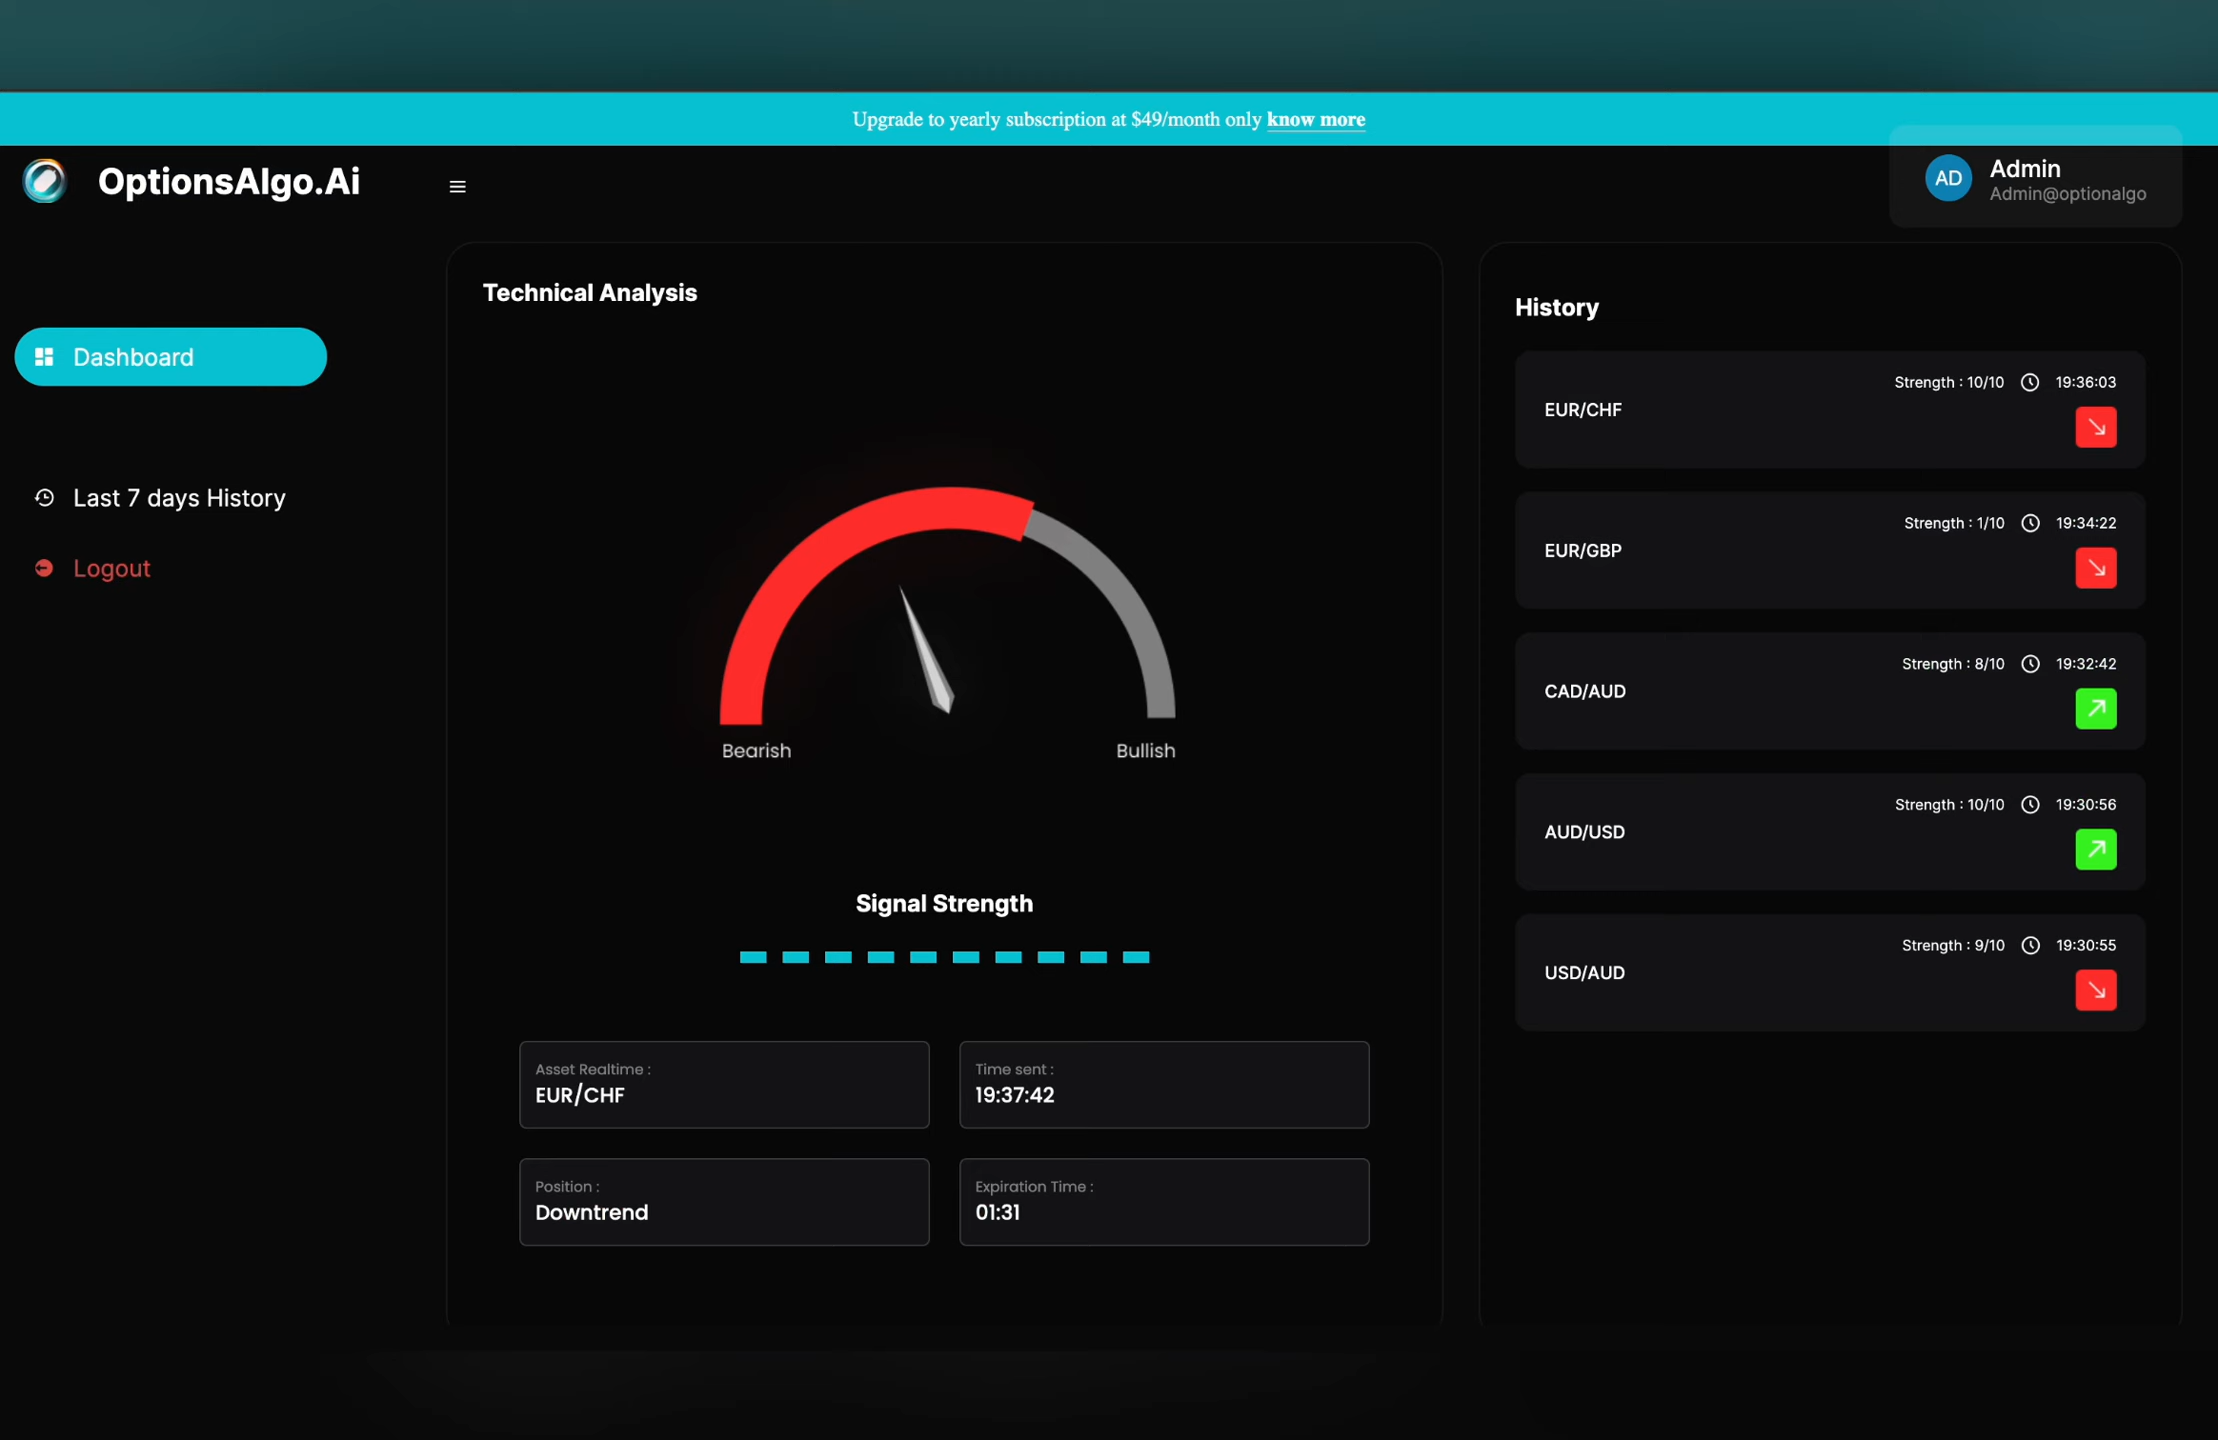 Upgrade to yearly subscription at $49/month only know more
OptionsAlgo.Ai
AD
Admin
Admin@optionalgo
Dashboard
Last 7 days History
Logout
Technical Analysis
Bearish
Bullish
Signal Strength
Asset Realtime :
EUR/CHF
Time sent :
19:37:42
Position :
Downtrend
Expiration Time :
01:31
History
Strength : 10/10 19:36:03
EUR/CHF
Strength : 1/10 19:34:22
EUR/GBP
Strength : 8/10 19:32:42
CAD/AUD
Strength : 10/10 19:30:56
AUD/USD
Strength : 9/10 19:30:55
USD/AUD